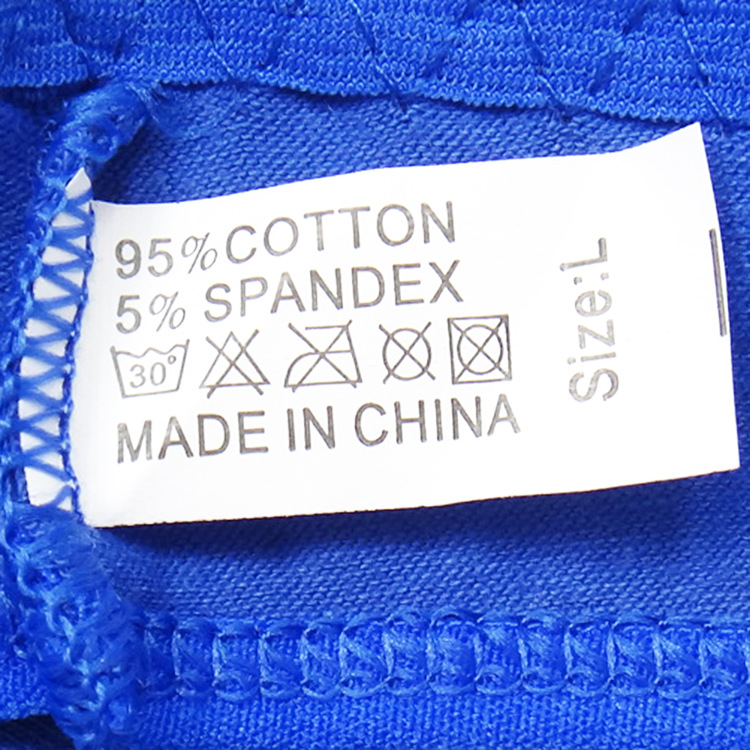 95% COTTON
5% SPANDEX
30°
MADE IN CHINA
Size:L